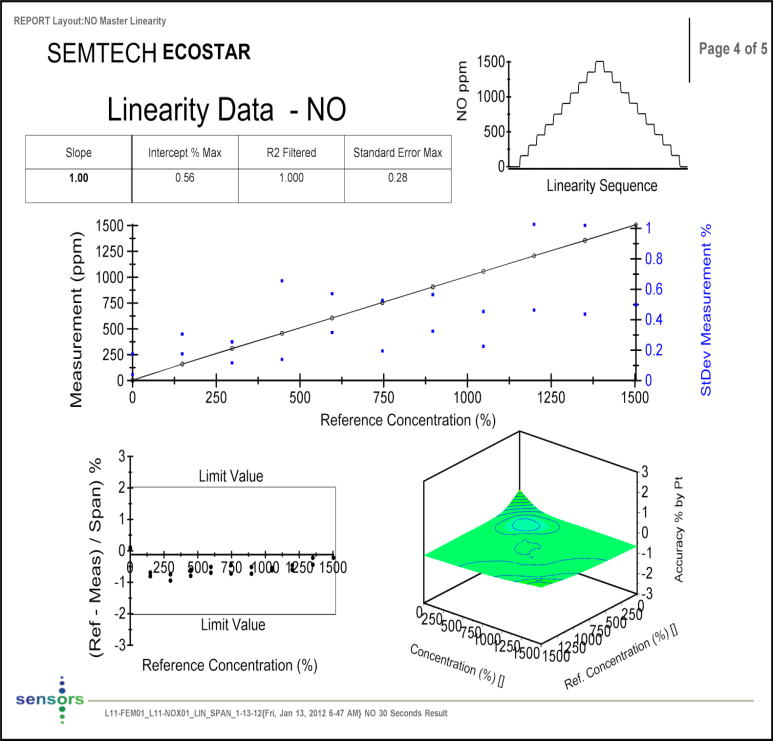 REPORT Layout:NO Master Linearity
SEMTECH ECOSTAR
Page 4 of 5
Linearity Data - NO
Slope Intercept % Max R2 Filtered Standard Error Max
1.00 0.56 1.000 0.28
NO ppm
1500
1000
500
0
Linearity Sequence
Measurement (ppm)
1500
1250
1000
750
500
250
0
0 250 500 750 1000 1250 1500
Reference Concentration (%)
1
0.8
0.6
0.4
0.2
0
StDev Measurement %
(Ref - Meas) / Span) %
3
2
1
0
-1
-2
-3
Limit Value
0 250 500 750 900 1050 1200 1500
Limit Value
Reference Concentration (%)
3
2
1
0
-1
-2
-3
Accuracy % by Pt
0 250 500 750 1000 1250 1500
Concentration (%) []
1500 1250 1000 750 500 250 0
Ref. Concentration (%) []
sensors
L11-FEM01_L11-NOX01_LIN_SPAN_1-13-12{Fri, Jan 13, 2012 6-47 AM} NO 30 Seconds Result